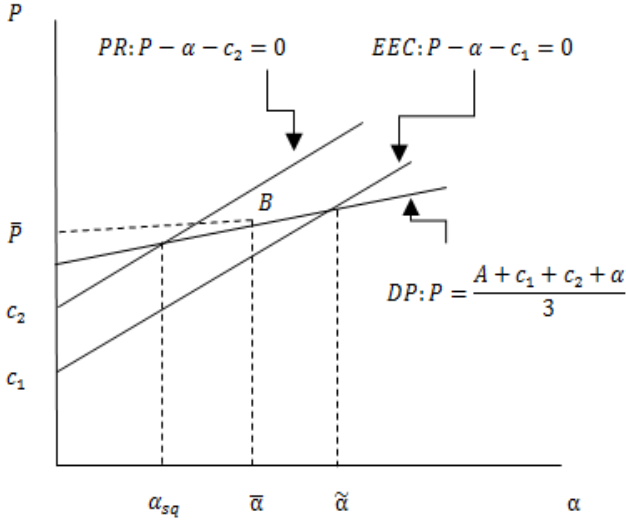 P
PR: P − α − c₂ = 0
EEC: P − α − c₁ = 0
B
P̅
DP: P = (A + c₁ + c₂ + α) / 3
c₂
c₁
α_sq
α̅
α̃
α